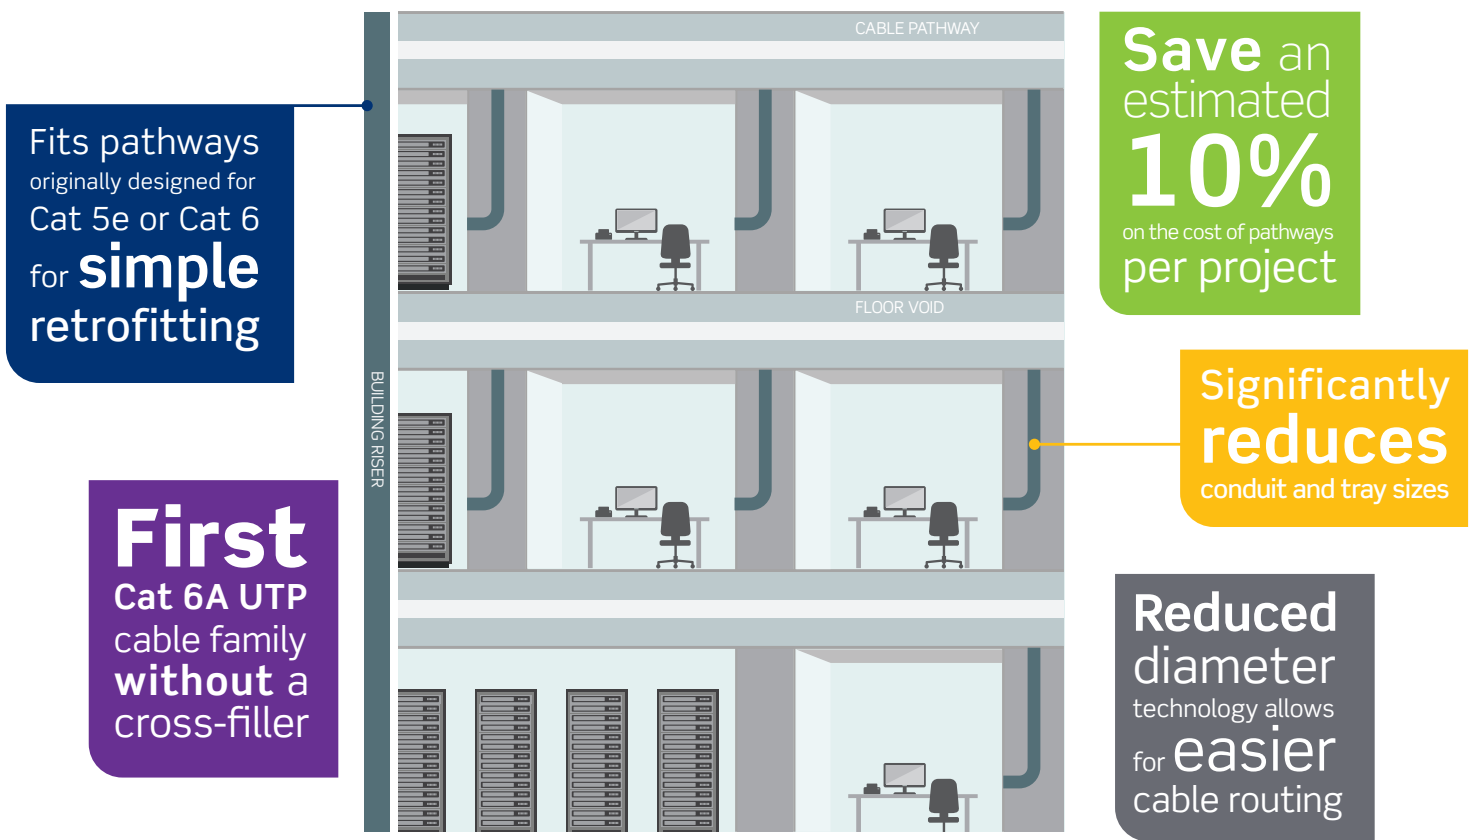 CABLE PATHWAY
Save an
estimated
10%
on the cost of pathways
per project
Fits pathways
originally designed for
Cat 5e or Cat 6
for simple
retrofitting
FLOOR VOID
BUILDING RISER
Significantly
reduces
conduit and tray sizes
First
Cat 6A UTP
cable family
without a
cross-filler
Reduced
diameter
technology allows
for easier
cable routing